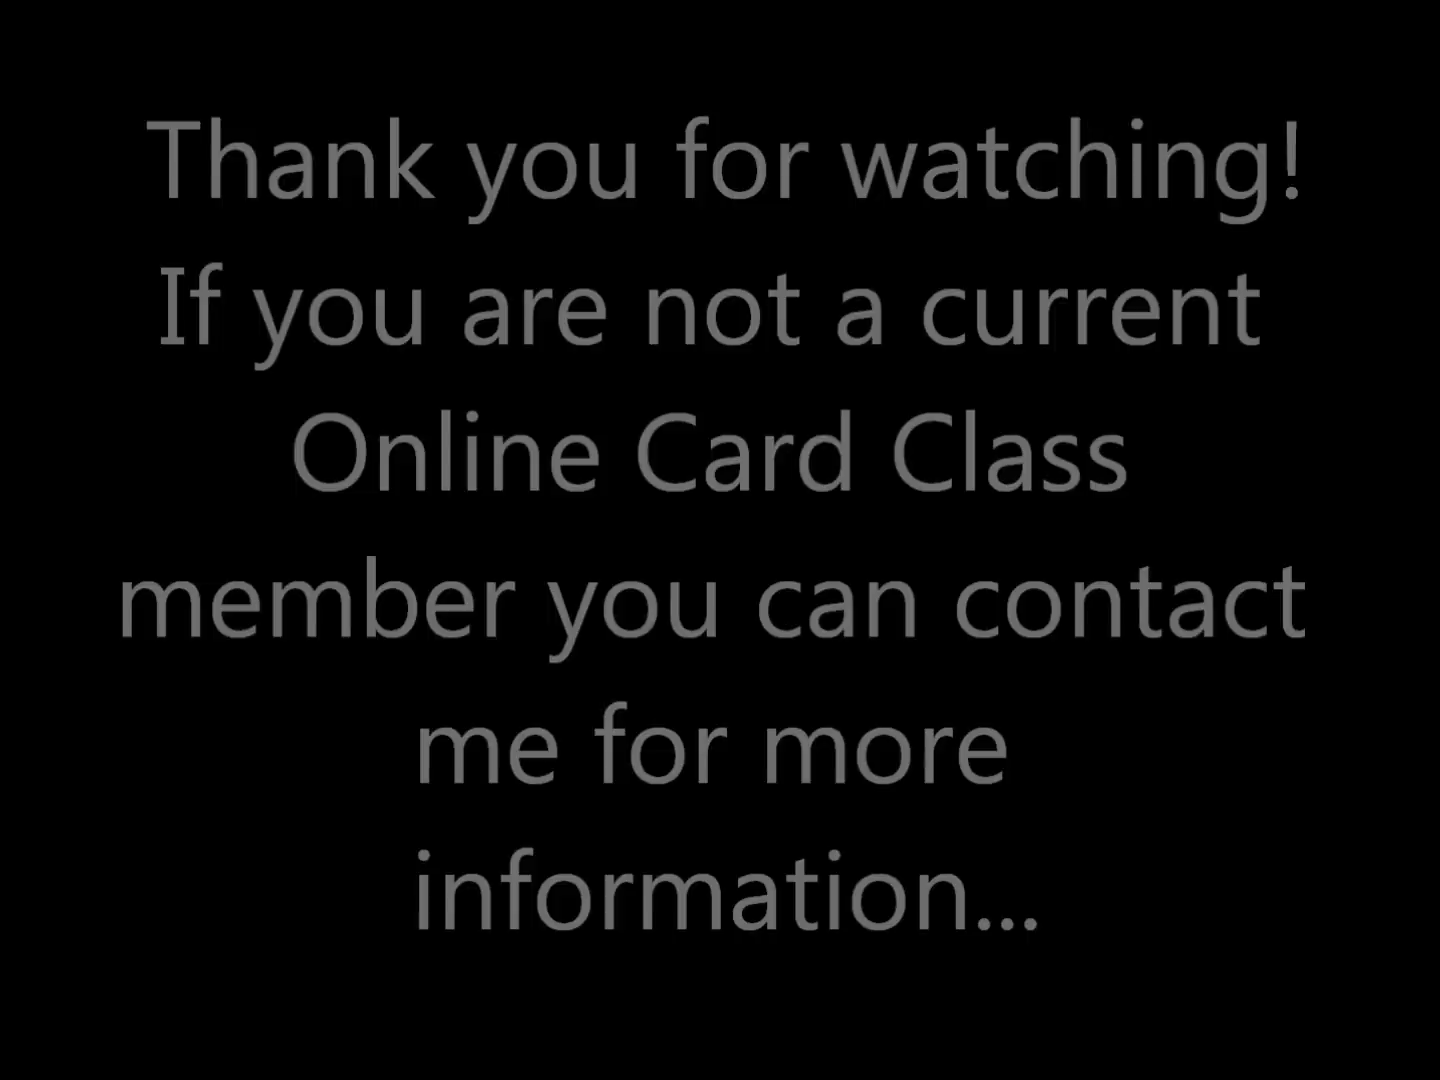 Thank you for watching!
If you are not a current
Online Card Class
member you can contact
me for more
information...